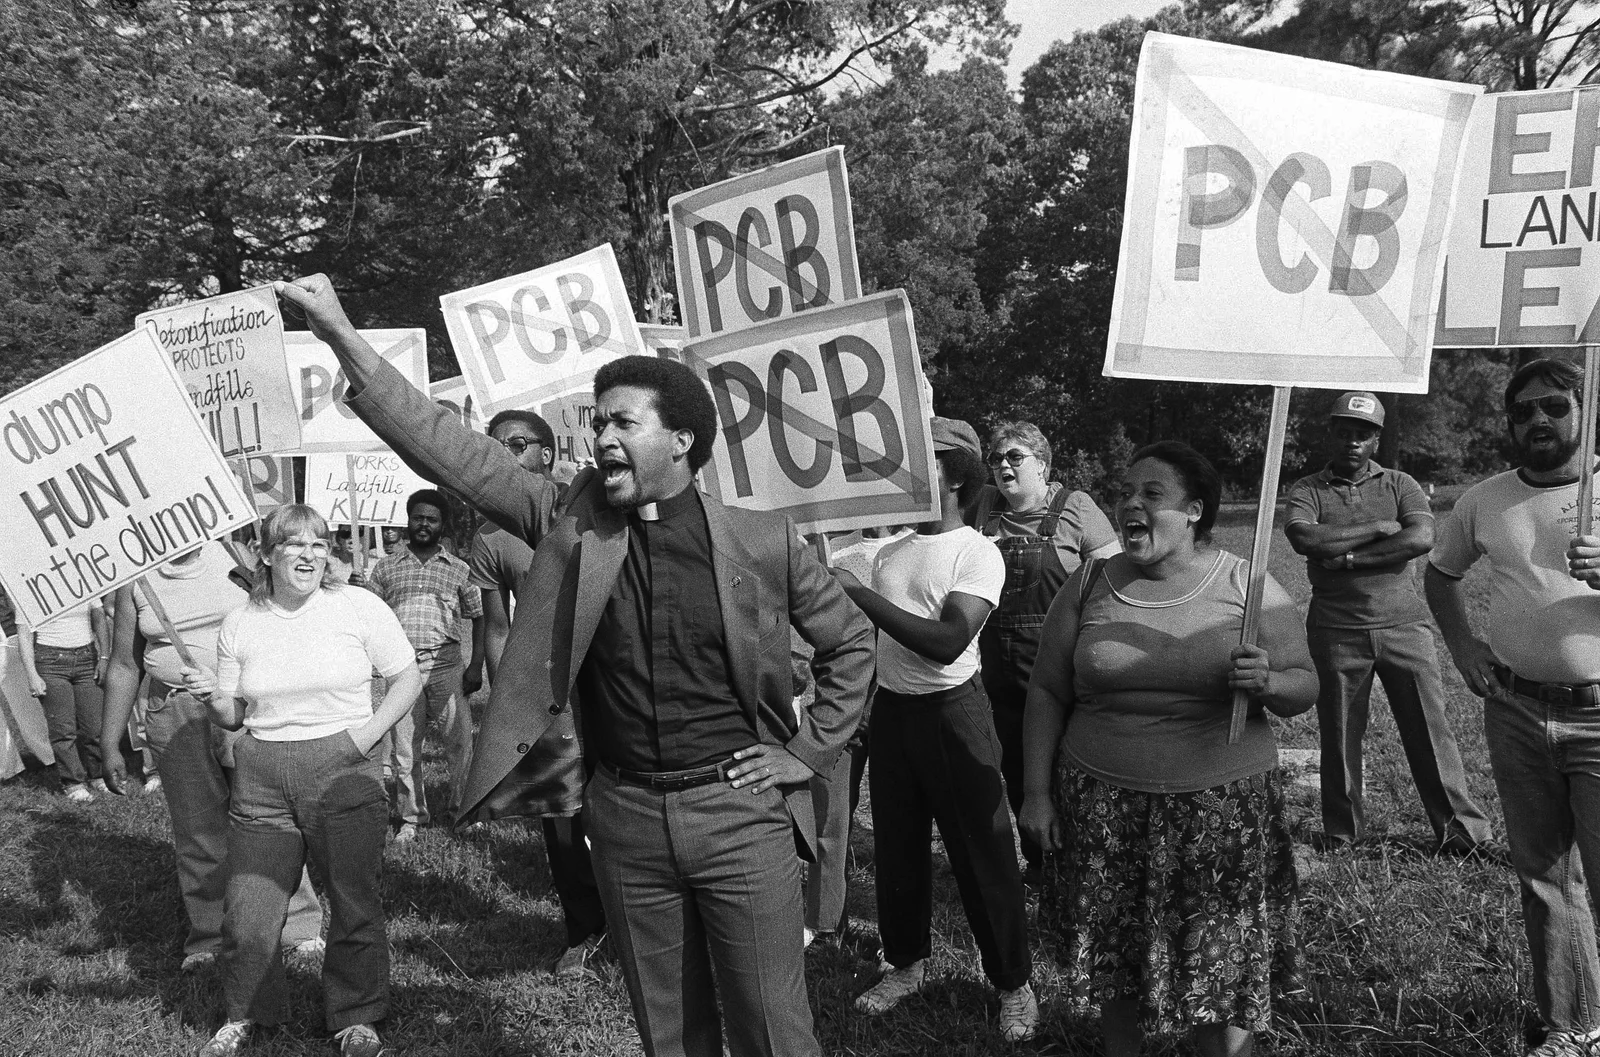 dump
HUNT
in the dump!
Detoxification
PROTECTS
Landfills
KILL!
PCB
WORKS
Landfills
KILL!
PCB
PCB
PCB
PCB
LAN
LEA